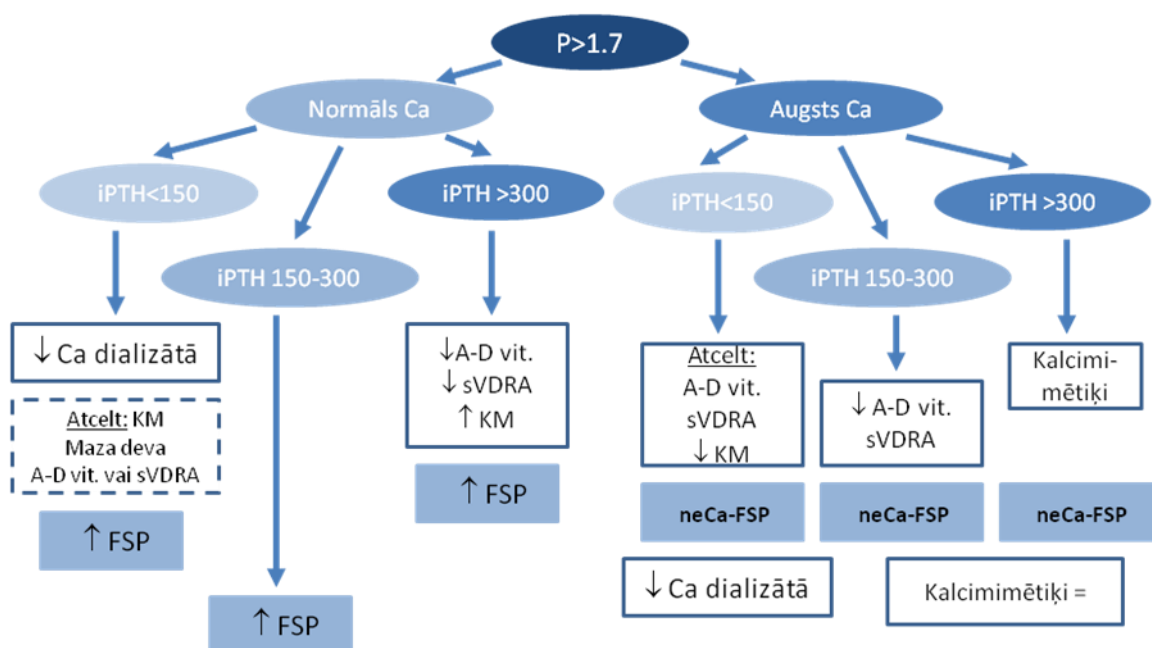 P>1.7
Normāls Ca
Augsts Ca
iPTH<150
iPTH >300
iPTH 150-300
↓ Ca dializātā
Atcelt: KM
Maza deva
A-D vit. vai sVDRA
↑ FSP
↑ FSP
↓A-D vit.
↓ sVDRA
↑ KM
↑ FSP
iPTH<150
iPTH >300
iPTH 150-300
Atcelt:
A-D vit.
sVDRA
↓ KM
↓ A-D vit.
sVDRA
Kalcimi-
mētiķi
neCa-FSP
neCa-FSP
neCa-FSP
↓ Ca dializātā
Kalcimimētiķi =